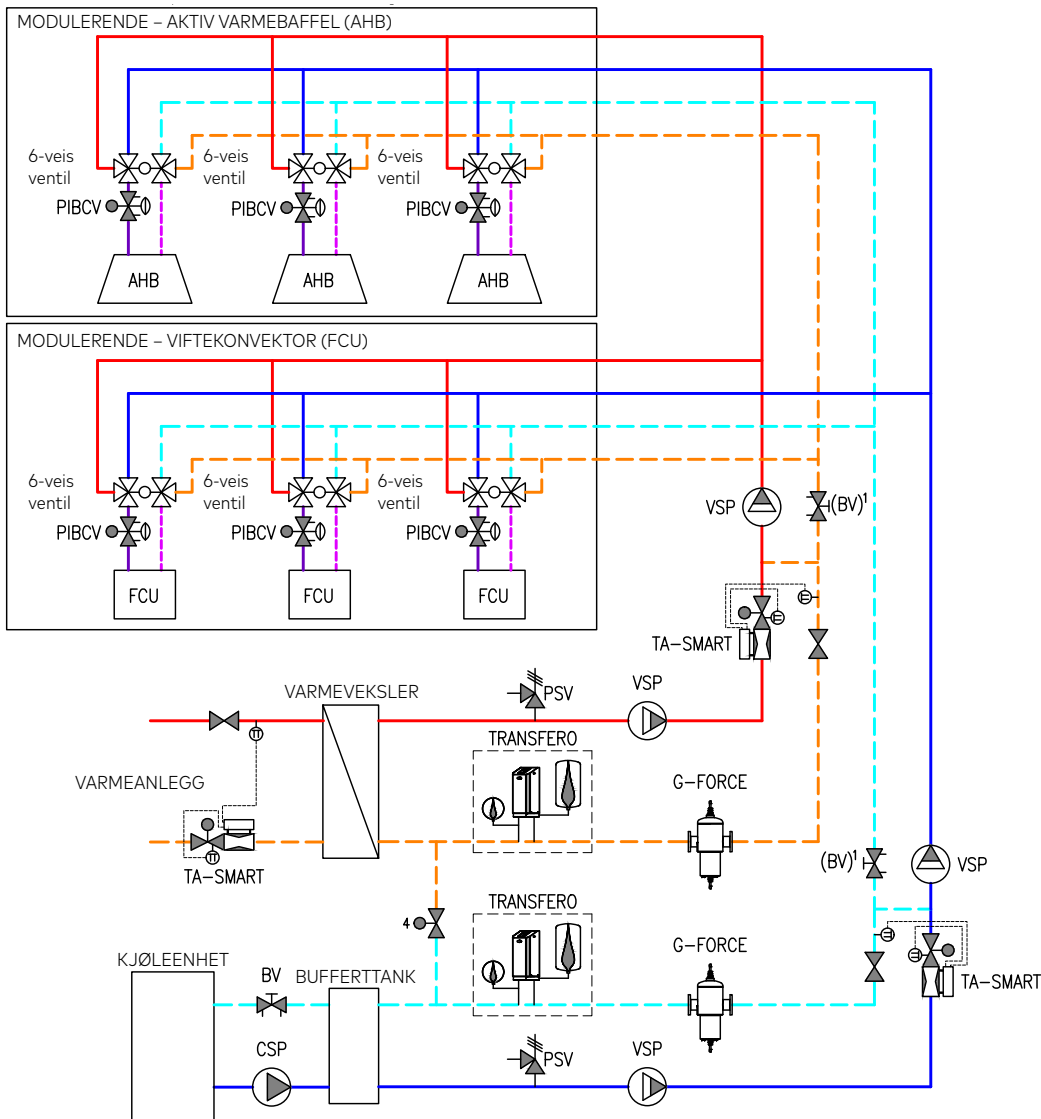 MODULERENDE – AKTIV VARMEBAFFEL (AHB)
6-veis
ventil
6-veis
ventil
6-veis
ventil
PIBCV
PIBCV
PIBCV
AHB
AHB
AHB
MODULERENDE – VIFTEKONVEKTOR (FCU)
6-veis
ventil
6-veis
ventil
6-veis
ventil
PIBCV
PIBCV
PIBCV
FCU
FCU
FCU
VSP
(BV)¹
TA-SMART
VARMEVEKSLER
PSV
VSP
TRANSFERO
VARMEANLEGG
G-FORCE
TA-SMART
(BV)¹
VSP
TRANSFERO
4
G-FORCE
KJØLEENHET
BV
BUFFERTTANK
TA-SMART
CSP
PSV
VSP